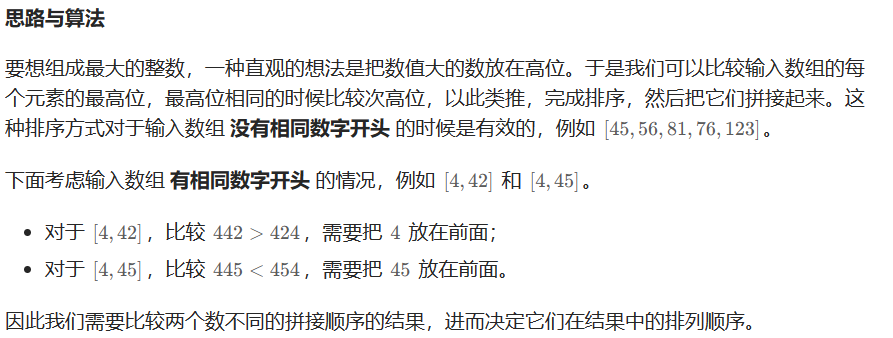 思路与算法
要想组成最大的整数，一种直观的想法是把数值大的数放在高位。于是我们可以比较输入数组的每
个元素的最高位，最高位相同的时候比较次高位，以此类推，完成排序，然后把它们拼接起来。这
种排序方式对于输入数组 没有相同数字开头 的时候是有效的，例如 [45, 56, 81, 76, 123]。
下面考虑输入数组 有相同数字开头 的情况，例如 [4, 42] 和 [4, 45]。
• 对于 [4, 42]，比较 442 > 424，需要把 4 放在前面；
• 对于 [4, 45]，比较 445 < 454，需要把 45 放在前面。
因此我们需要比较两个数不同的拼接顺序的结果，进而决定它们在结果中的排列顺序。